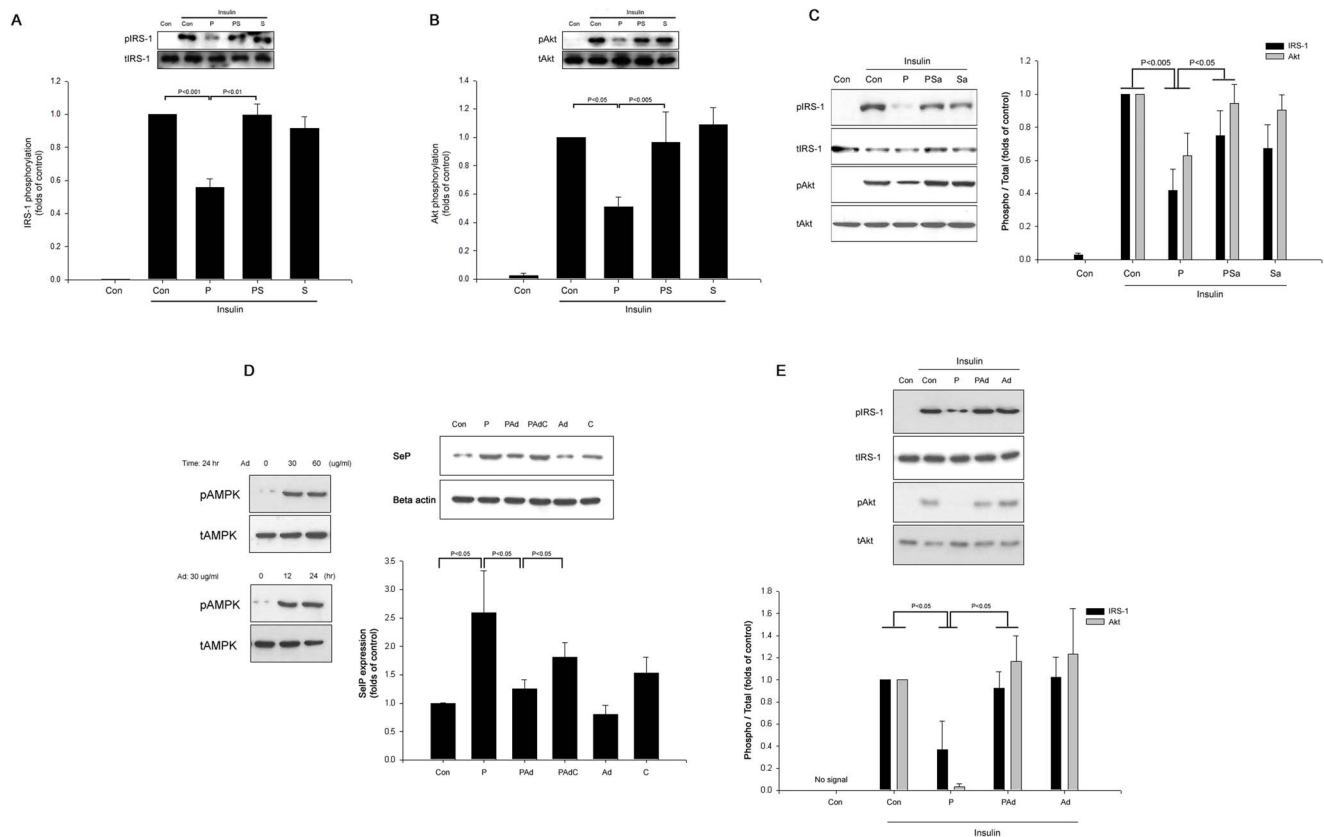 A
Insulin
Con Con P PS S
pIRS-1
tIRS-1
P<0.001 P<0.01
IRS-1 phosphorylation
(folds of control)
1.2
1.0
0.8
0.6
0.4
0.2
0.0
Con Con P PS S
Insulin
B
Insulin
Con Con P PS S
pAkt
tAkt
P<0.05 P<0.005
Akt phosphorylation
(folds of control)
1.4
1.2
1.0
0.8
0.6
0.4
0.2
0.0
Con Con P PS S
Insulin
C
Insulin
Con Con P PSa Sa
pIRS-1
tIRS-1
pAkt
tAkt
IRS-1
Akt
P<0.005 P<0.05
Phospho / Total (folds of control)
1.2
1.0
0.8
0.6
0.4
0.2
0.0
Con Con P PSa Sa
Insulin
D
Time: 24 hr Ad 0 30 60 (ug/ml)
pAMPK
tAMPK
Ad: 30 ug/ml 0 12 24 (hr)
pAMPK
tAMPK
Con P PAd PAdC Ad C
SeP
Beta actin
P<0.05 P<0.05 P<0.05
SelP expression
(folds of control)
3.5
3.0
2.5
2.0
1.5
1.0
0.5
0.0
Con P PAd PAdC Ad C
E
Insulin
Con Con P PAd Ad
pIRS-1
tIRS-1
pAkt
tAkt
IRS-1
Akt
P<0.05 P<0.05
Phospho / Total (folds of control)
1.8
1.6
1.4
1.2
1.0
0.8
0.6
0.4
0.2
0.0
No signal
Con Con P PAd Ad
Insulin